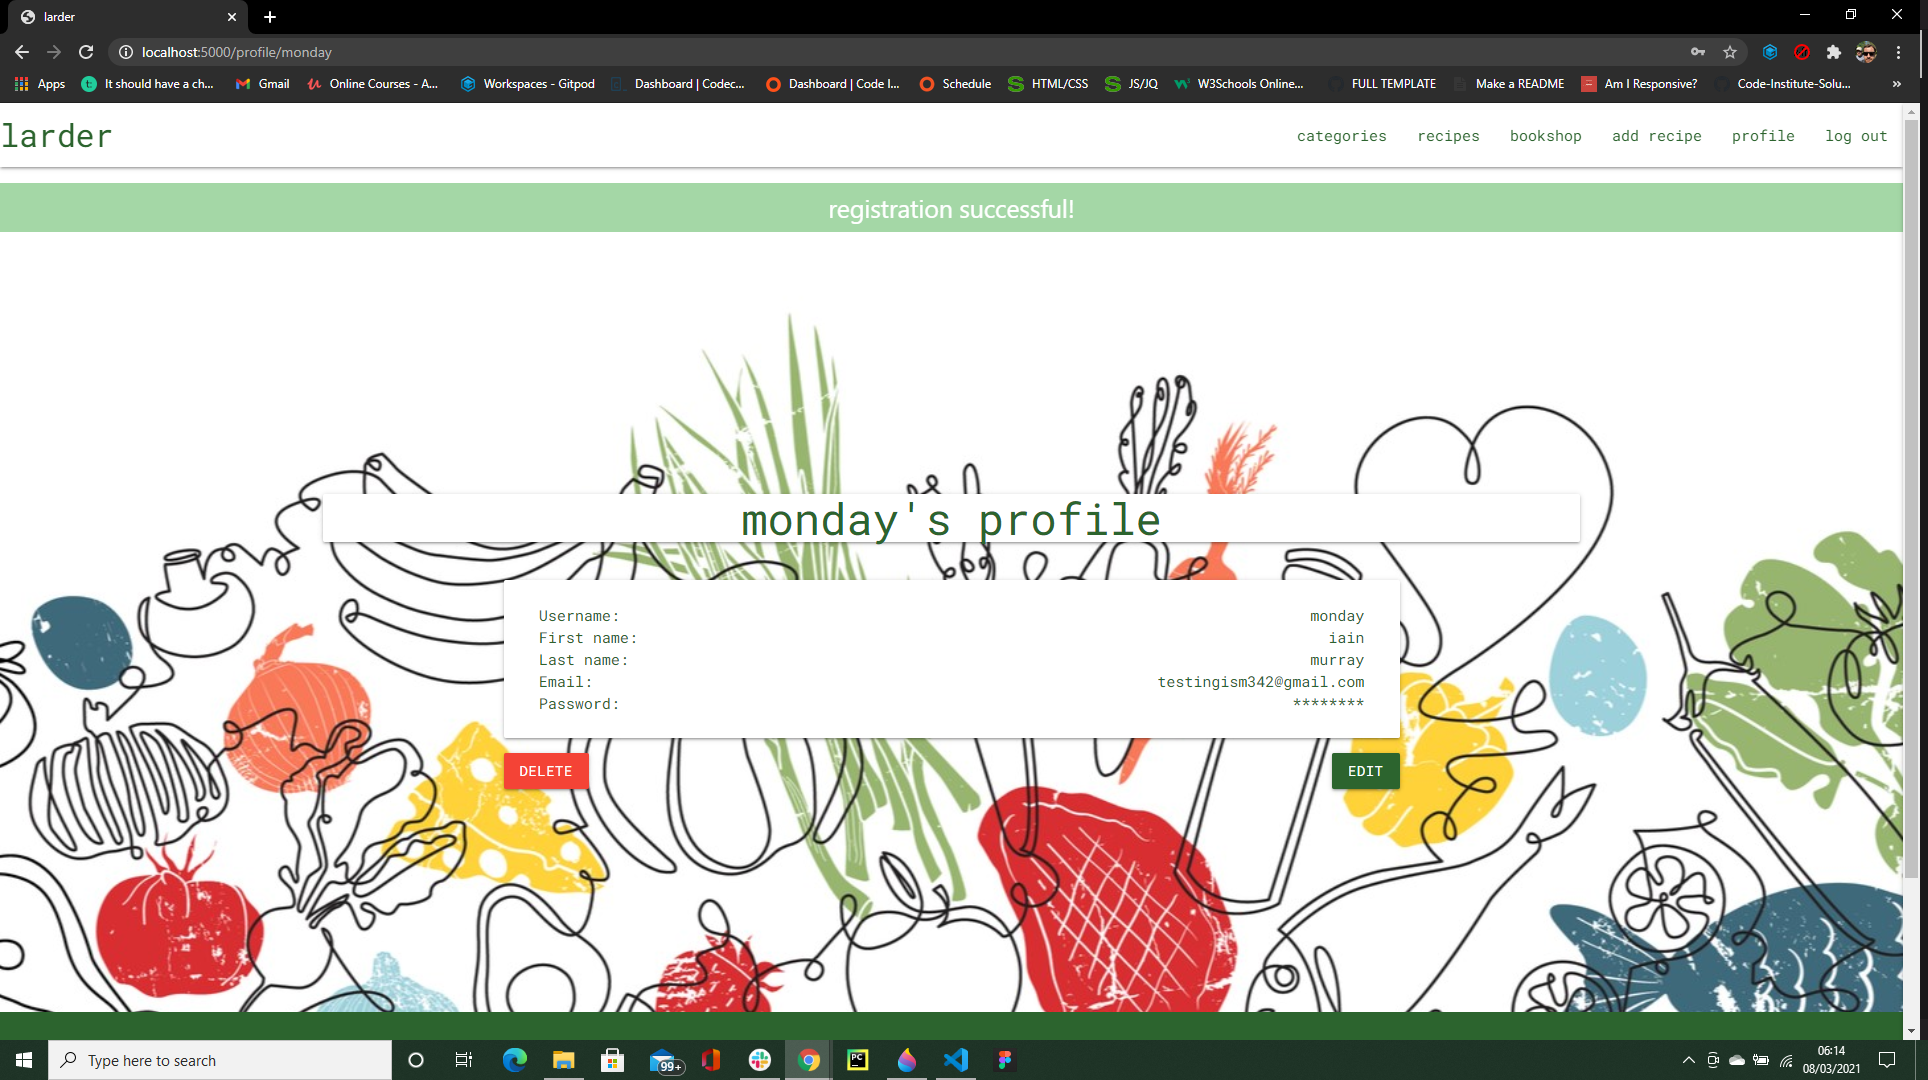 larder
localhost:5000/profile/monday
Apps It should have a ch... Gmail Online Courses - A... Workspaces - Gitpod Dashboard | Codec... Dashboard | Code I... Schedule HTML/CSS JS/JQ W3Schools Online... FULL TEMPLATE Make a README Am I Responsive? Code-Institute-Solu... »
larder categories recipes bookshop add recipe profile log out
registration successful!
monday's profile
Username: monday
First name: iain
Last name: murray
Email: testingism342@gmail.com
Password: ********
DELETE EDIT
Type here to search
99+
PC
06:14
08/03/2021